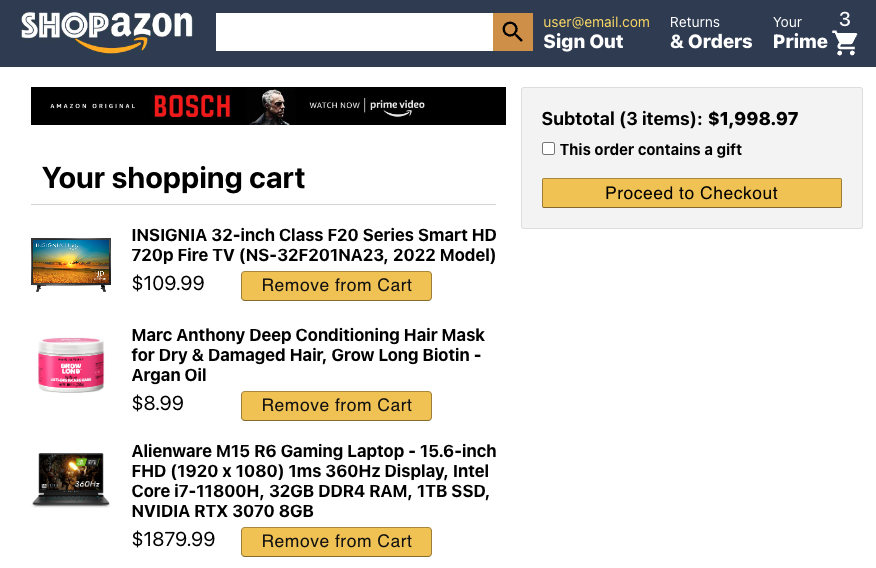 SHOPazon
user@email.com
Sign Out
Returns
& Orders
Your
Prime
3
AMAZON ORIGINAL BOSCH WATCH NOW prime video
Subtotal (3 items): $1,998.97
This order contains a gift
Proceed to Checkout
Your shopping cart
INSIGNIA 32-inch Class F20 Series Smart HD
720p Fire TV (NS-32F201NA23, 2022 Model)
$109.99 Remove from Cart
GROW
LONG
Marc Anthony Deep Conditioning Hair Mask
for Dry & Damaged Hair, Grow Long Biotin -
Argan Oil
$8.99 Remove from Cart
360Hz
Alienware M15 R6 Gaming Laptop - 15.6-inch
FHD (1920 x 1080) 1ms 360Hz Display, Intel
Core i7-11800H, 32GB DDR4 RAM, 1TB SSD,
NVIDIA RTX 3070 8GB
$1879.99 Remove from Cart